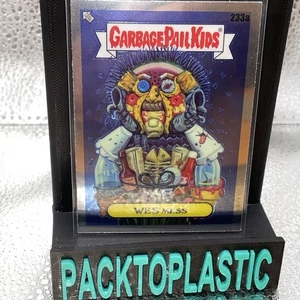 233a
GARBAGE PAIL KIDS
WES MESS
PACKTOPLASTIC